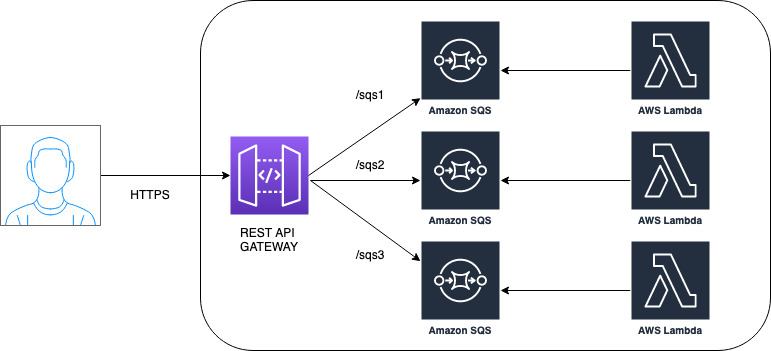 /sqs1
Amazon SQS
AWS Lambda
HTTPS
/sqs2
REST API
GATEWAY
Amazon SQS
AWS Lambda
/sqs3
Amazon SQS
AWS Lambda